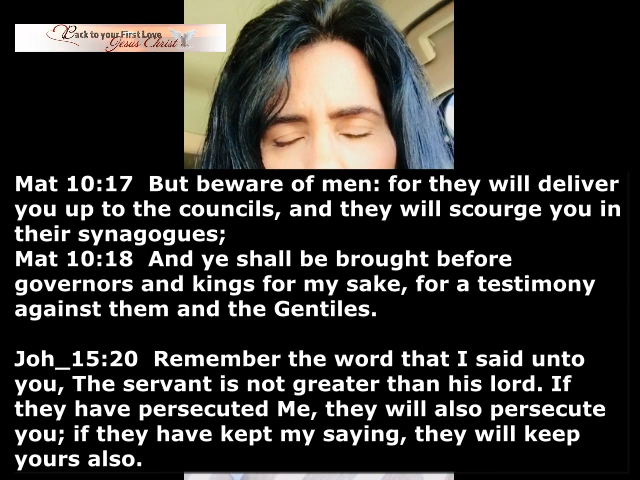 Back to your First Love
Jesus Christ
Mat 10:17 But beware of men: for they will deliver
you up to the councils, and they will scourge you in
their synagogues;
Mat 10:18 And ye shall be brought before
governors and kings for my sake, for a testimony
against them and the Gentiles.
Joh_15:20 Remember the word that I said unto
you, The servant is not greater than his lord. If
they have persecuted Me, they will also persecute
you; if they have kept my saying, they will keep
yours also.